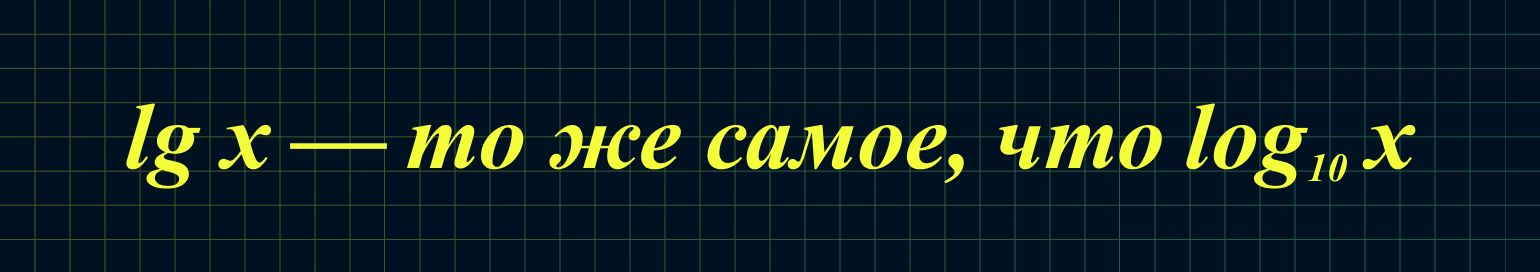 lg x — то же самое, что log₁₀ x